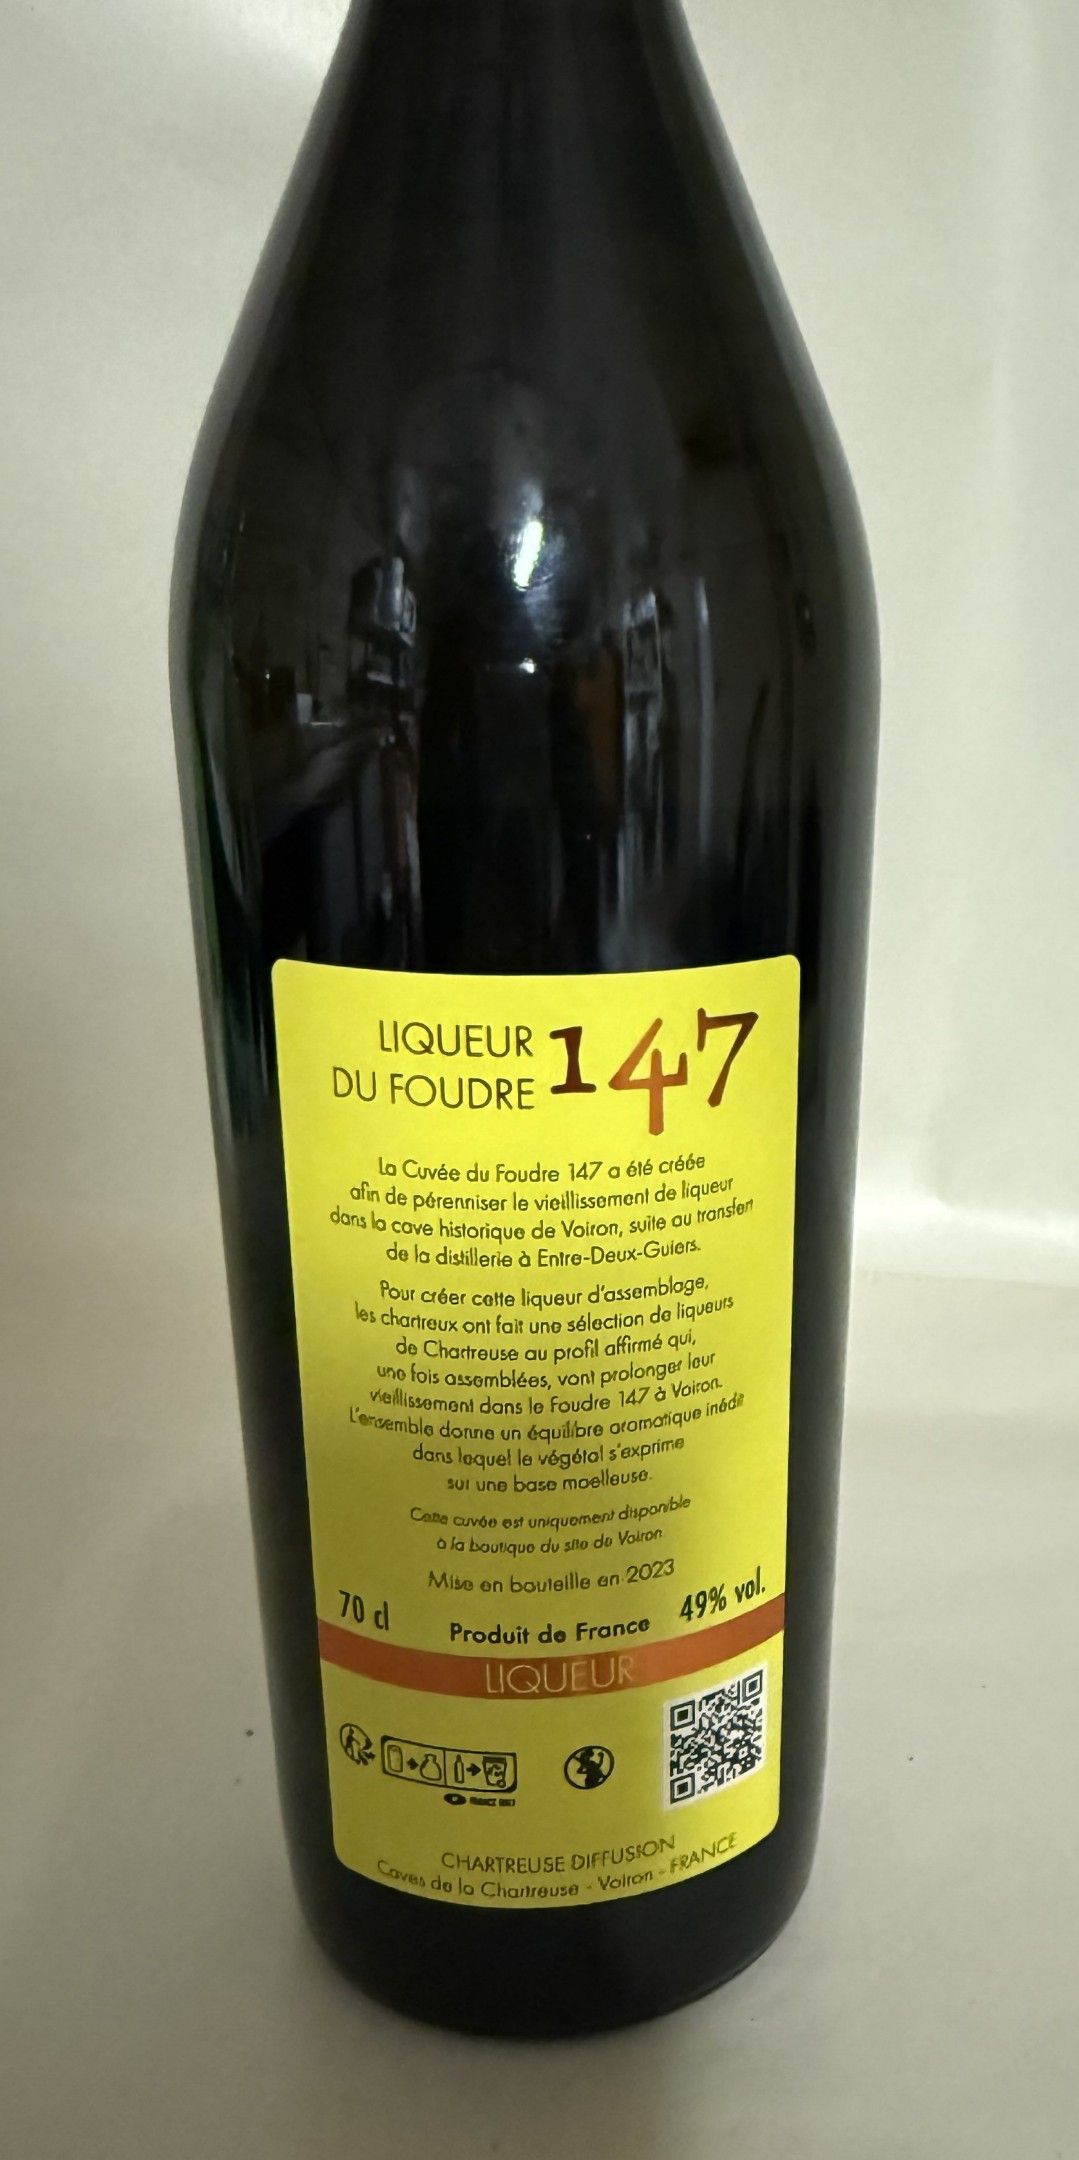 LIQUEUR
DU FOUDRE 147
La Cuvée du Foudre 147 a été créée
afin de pérenniser le vieillissement de liqueur
dans la cave historique de Voiron, suite au transfert
de la distillerie à Entre-Deux-Guiers.
Pour créer cette liqueur d'assemblage,
les chartreux ont fait une sélection de liqueurs
de Chartreuse au profil affirmé qui,
une fois assemblées, vont prolonger leur
vieillissement dans le Foudre 147 à Voiron.
L'ensemble donne un équilibre aromatique inédit
dans lequel le végétal s'exprime
sur une base moelleuse.
Cette cuvée est uniquement disponible
à la boutique du site de Voiron
Mise en bouteille en 2023
70 cl Produit de France 49% vol.
LIQUEUR
CHARTREUSE DIFFUSION
Caves de la Chartreuse - Voiron - FRANCE